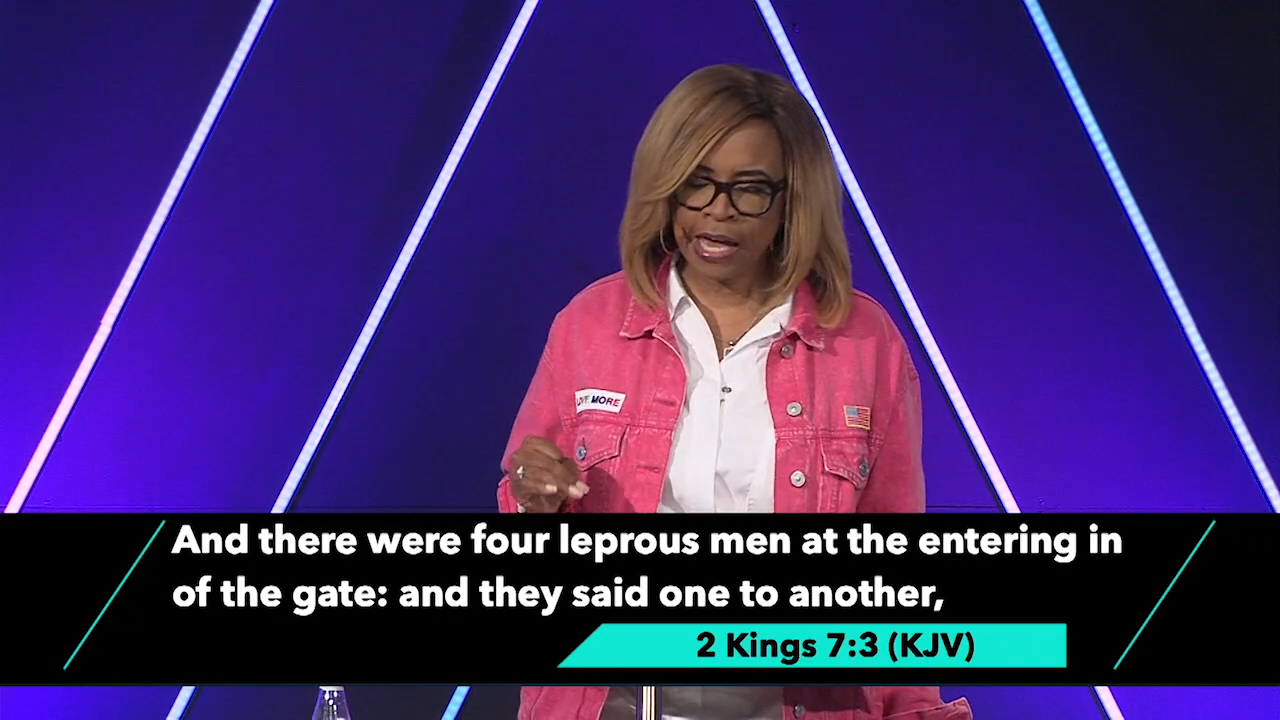 LOVE MORE
And there were four leprous men at the entering in
of the gate: and they said one to another,
2 Kings 7:3 (KJV)